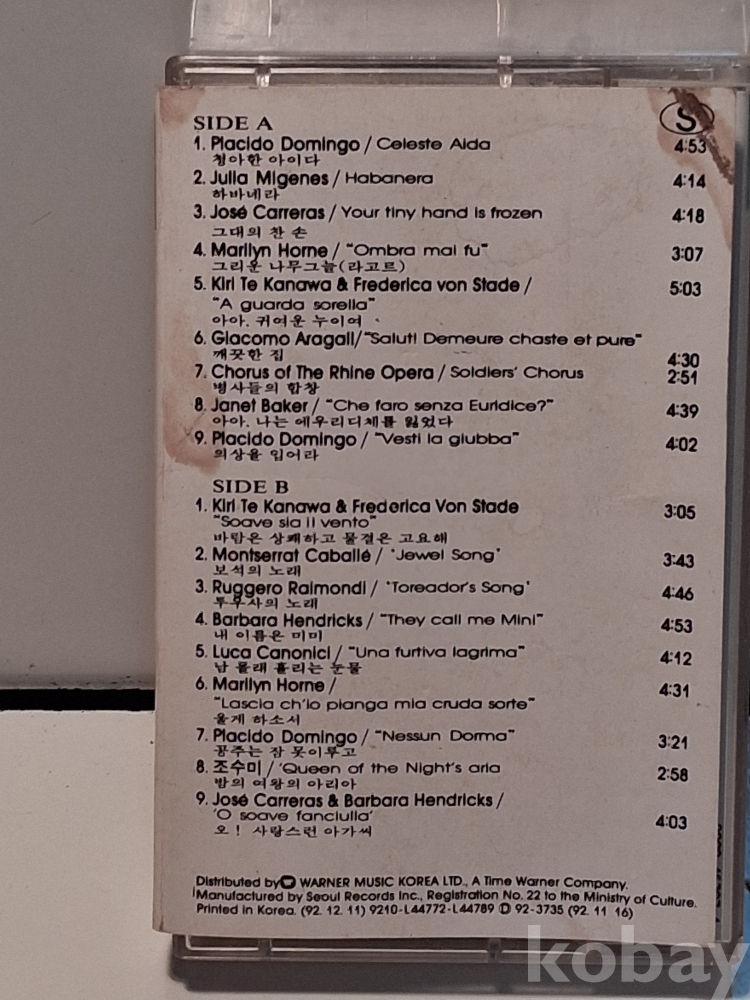 SIDE A
S
1. Placido Domingo / Celeste Aida 4:53
청아한 아이다
2. Julia Migenes / Habanera 4:14
하바네라
3. José Carreras / Your tiny hand is frozen 4:18
그대의 찬 손
4. Marilyn Horne / "Ombra mai fu" 3:07
그리운 나무그늘(라고르)
5. Kiri Te Kanawa & Frederica von Stade / 5:03
"A guarda sorella"
아아, 귀여운 누이여
6. Giacomo Aragall/"Salut! Demeure chaste et pure"
깨끗한 집 4:30
7. Chorus of The Rhine Opera / Soldiers' Chorus 2:51
병사들의 합창
8. Janet Baker / "Che faro senza Euridice?" 4:39
아아, 나는 에우리디체를 잃었다
9. Placido Domingo / "Vesti la giubba" 4:02
의상을 입어라
SIDE B
1. Kiri Te Kanawa & Frederica Von Stade 3:05
"Soave sia il vento"
바람은 상쾌하고 물결은 고요해
2. Montserrat Caballé / 'Jewel Song' 3:43
보석의 노래
3. Ruggero Raimondi / 'Toreador's Song' 4:46
투우사의 노래
4. Barbara Hendricks / "They call me Mini" 4:53
내 이름은 미미
5. Luca Canonici / "Una furtiva lagrima" 4:12
남 몰래 흘리는 눈물
6. Marilyn Horne / 4:31
"Lascia ch'io pianga mia cruda sorte"
울게 하소서
7. Placido Domingo / "Nessun Dorma" 3:21
공주는 잠 못이루고
8. 조수미 / 'Queen of the Night's aria 2:58
밤의 여왕의 아리아
9. José Carreras & Barbara Hendricks /
'O soave fanciulla' 4:03
오! 사랑스런 아가씨
Distributed by WARNER MUSIC KOREA LTD., A Time Warner Company.
Manufactured by Seoul Records Inc., Registration No. 22 to the Ministry of Culture.
Printed in Korea. (92. 12. 11) 9210-L44772-L44789 Ⓓ 92-3735 (92. 11 16)
kobay